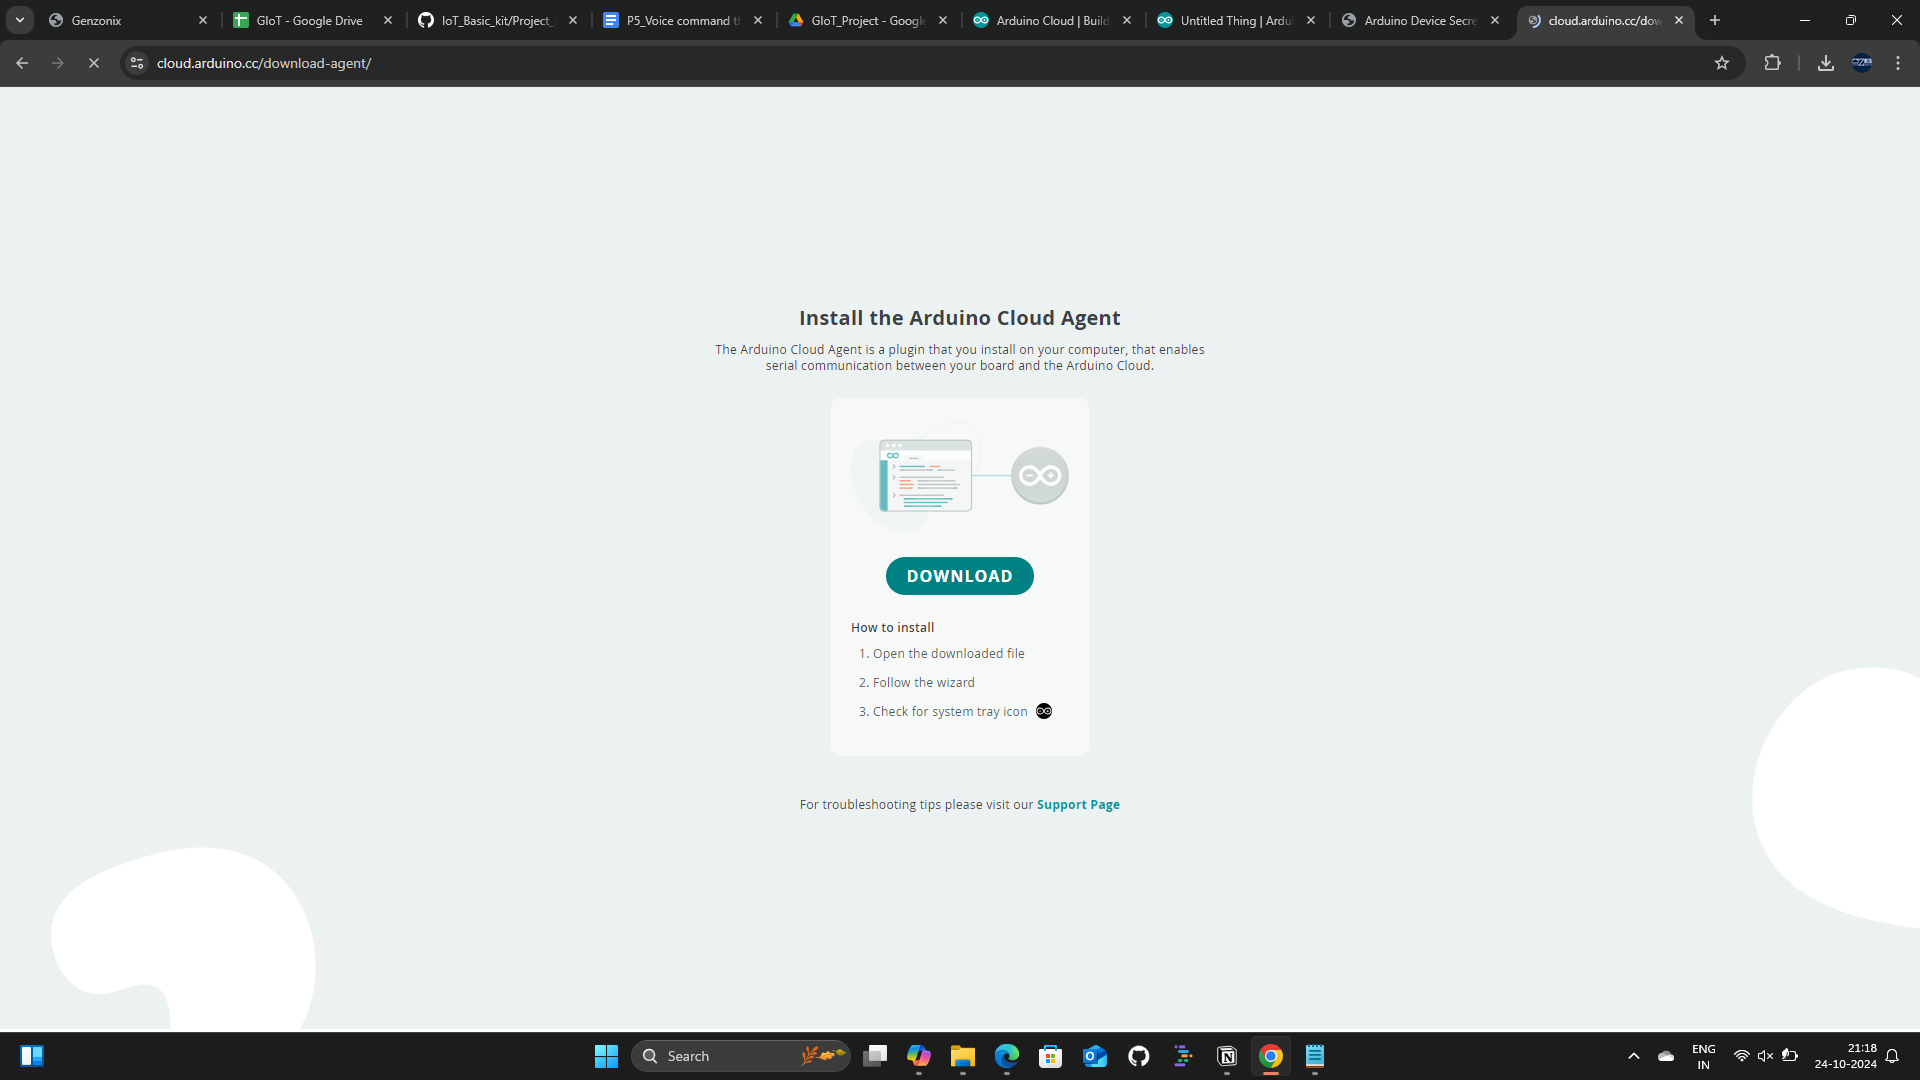 Genzonix
GIoT - Google Drive
IoT_Basic_kit/Project_
P5_Voice command t
GIoT_Project - Google
Arduino Cloud | Build
Untitled Thing | Ardui
Arduino Device Secre
cloud.arduino.cc/dow
cloud.arduino.cc/download-agent/
Install the Arduino Cloud Agent
The Arduino Cloud Agent is a plugin that you install on your computer, that enables
serial communication between your board and the Arduino Cloud.
DOWNLOAD
How to install
1. Open the downloaded file
2. Follow the wizard
3. Check for system tray icon
For troubleshooting tips please visit our Support Page
Search
ENG
IN
21:18
24-10-2024